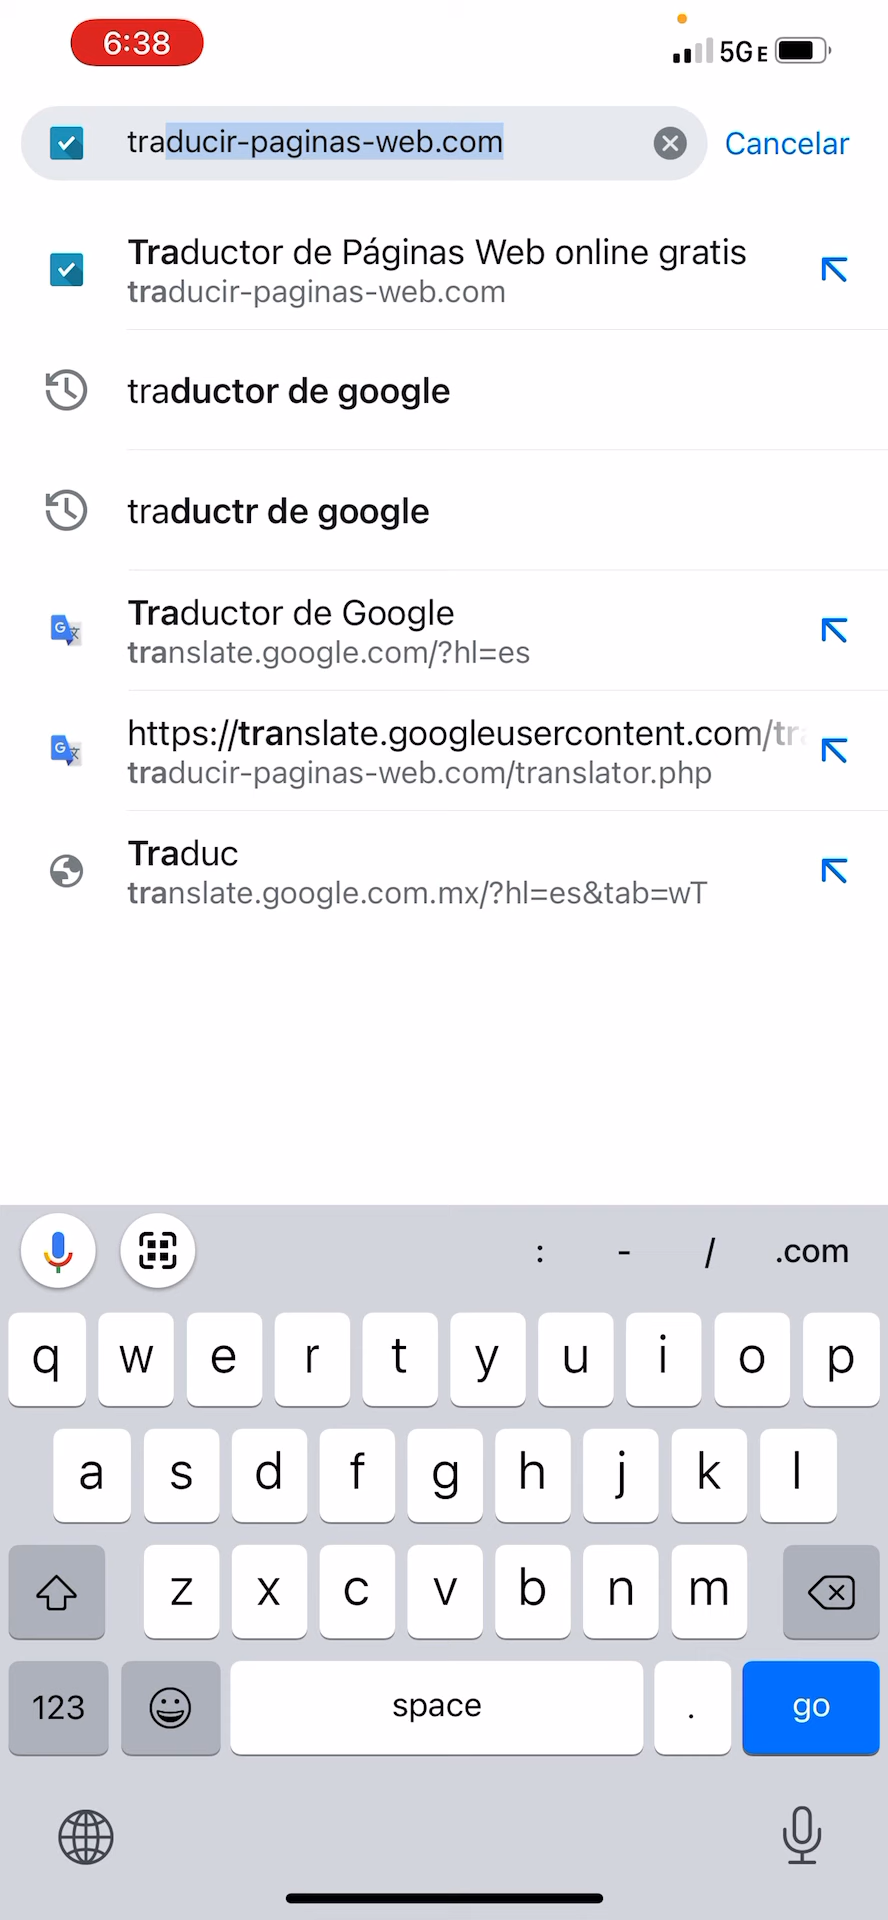 6:38
5G E
traducir-paginas-web.com
Cancelar
Traductor de Páginas Web online gratis
traducir-paginas-web.com
traductor de google
traductr de google
Traductor de Google
translate.google.com/?hl=es
https://translate.googleusercontent.com/tra
traducir-paginas-web.com/translator.php
Traduc
translate.google.com.mx/?hl=es&tab=wT
: - / .com
q w e r t y u i o p
a s d f g h j k l
z x c v b n m
123 space . go